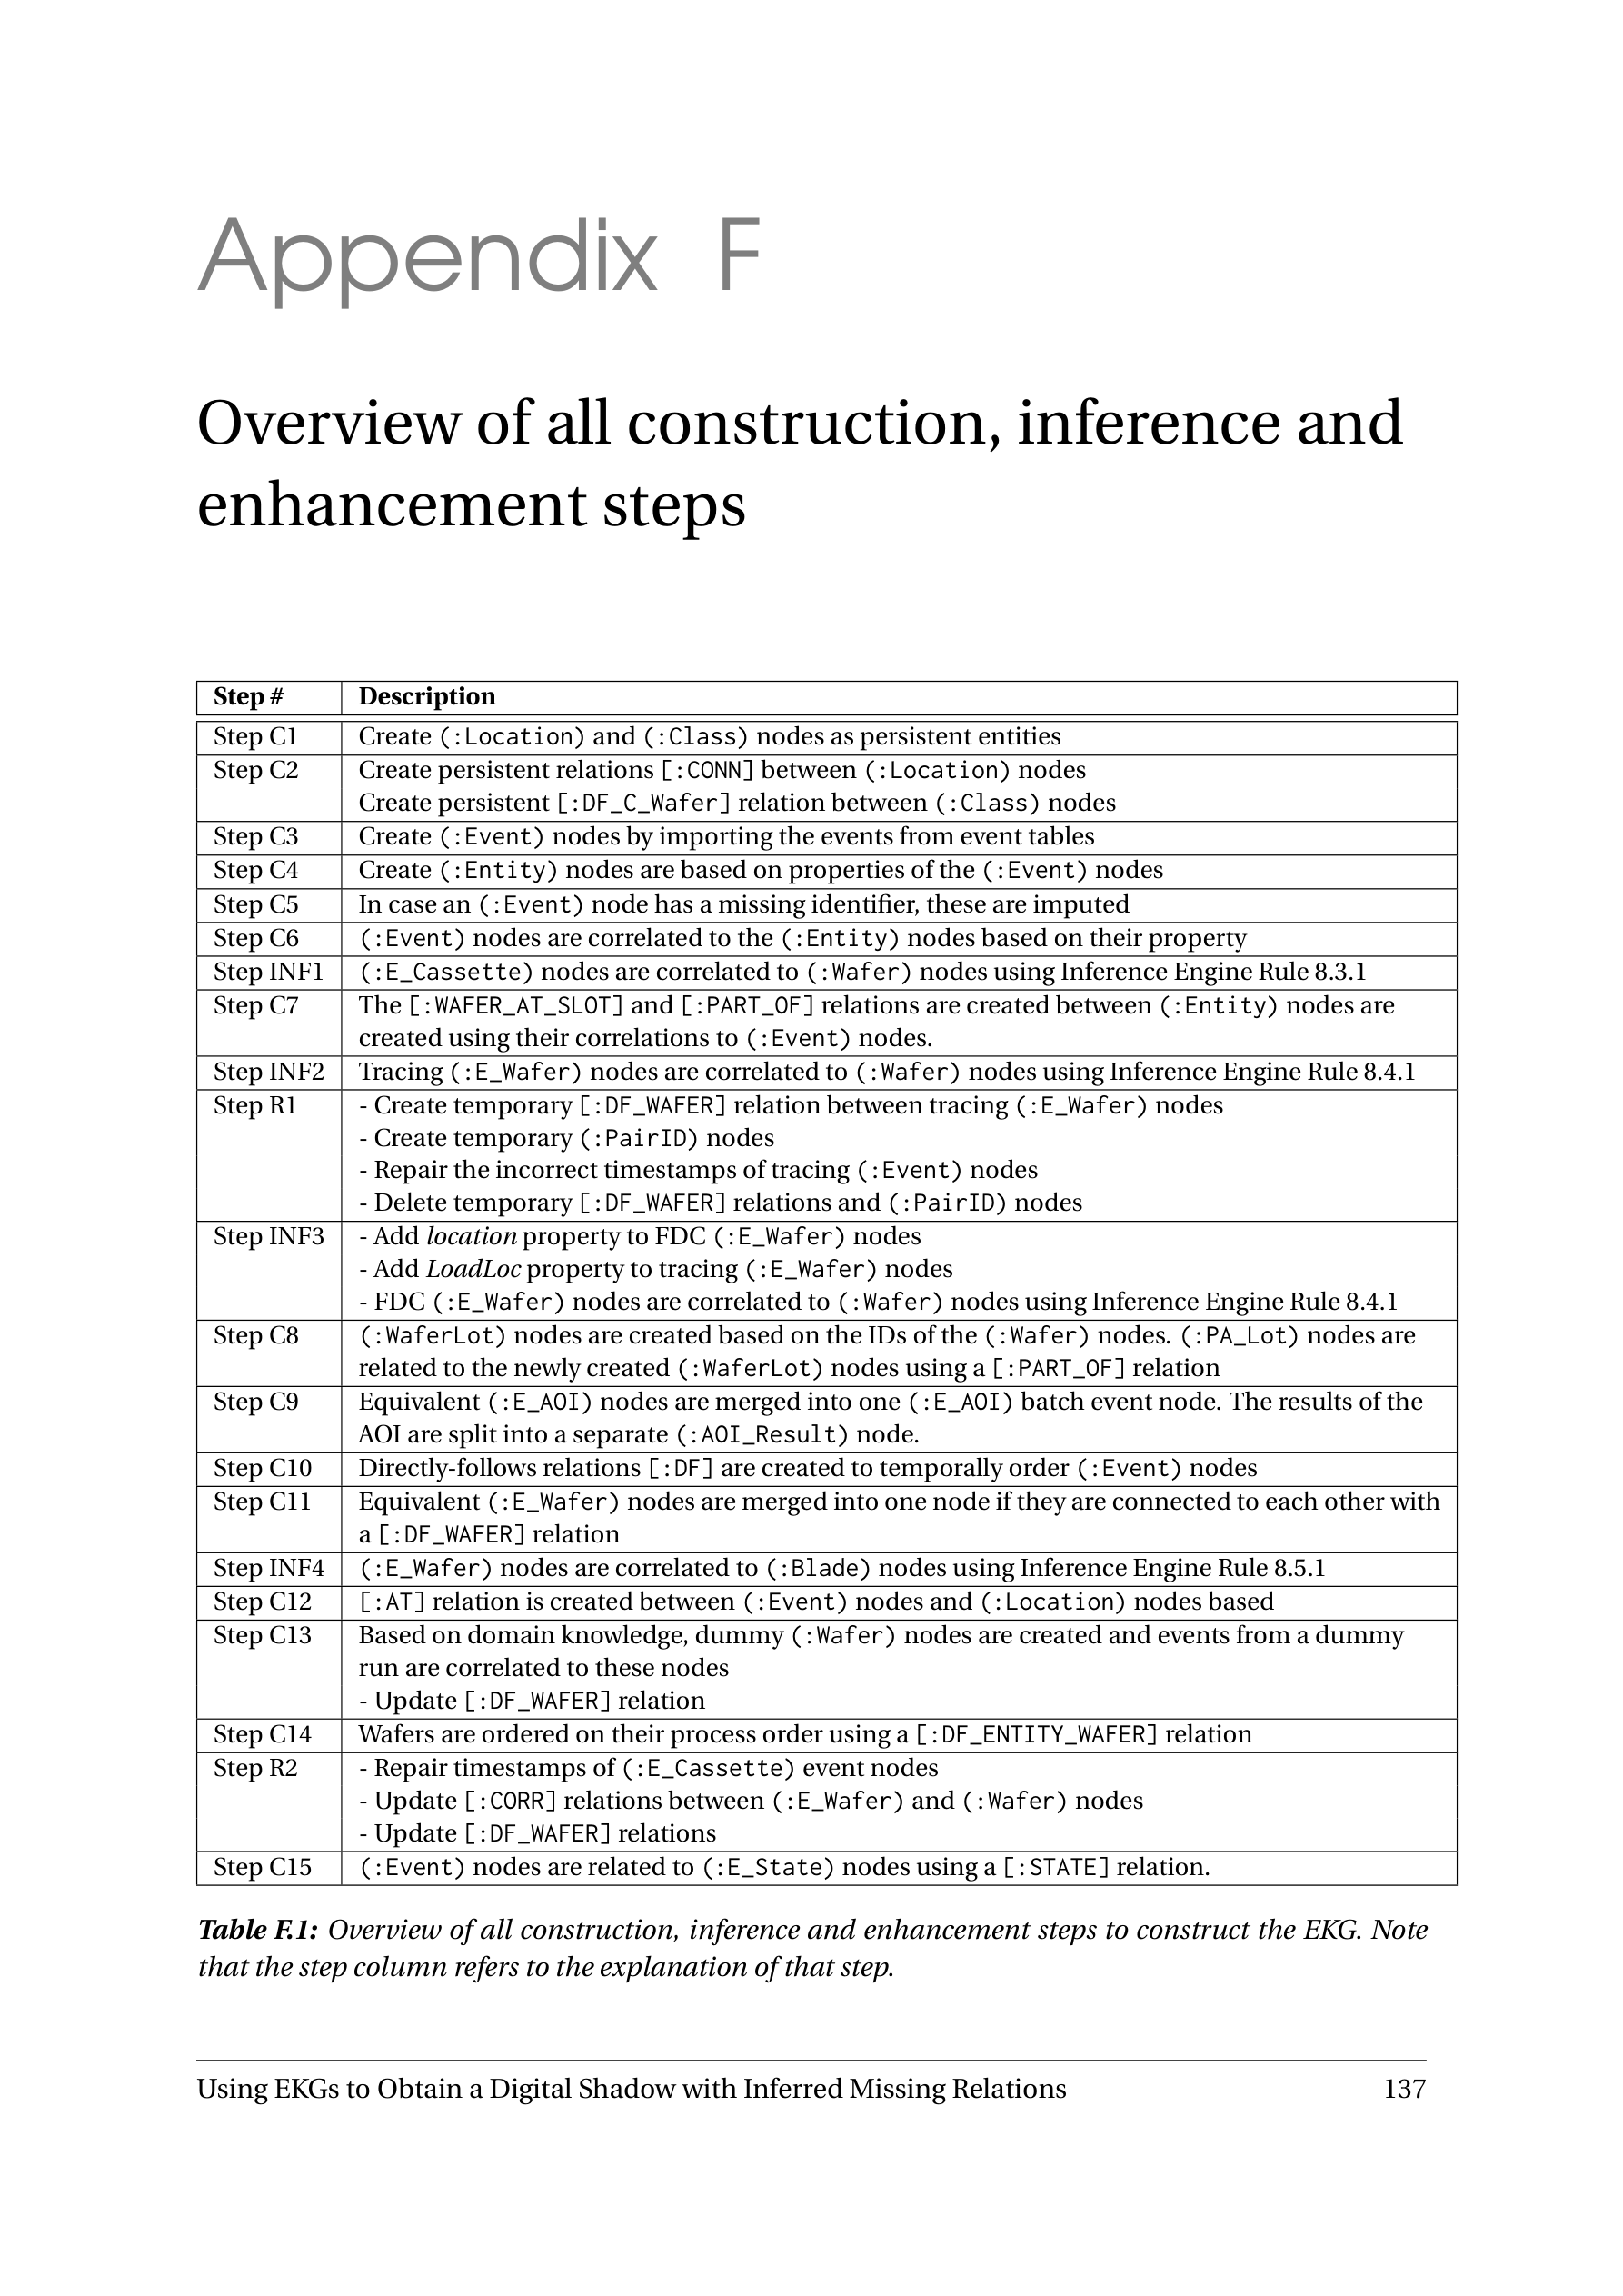 Appendix F
Overview of all construction, inference and
enhancement steps
Step # Description
Step C1 Create (:Location) and (:Class) nodes as persistent entities
Step C2 Create persistent relations [:CONN] between (:Location) nodes
Create persistent [:DF_C_Wafer] relation between (:Class) nodes
Step C3 Create (:Event) nodes by importing the events from event tables
Step C4 Create (:Entity) nodes are based on properties of the (:Event) nodes
Step C5 In case an (:Event) node has a missing identifier, these are imputed
Step C6 (:Event) nodes are correlated to the (:Entity) nodes based on their property
Step INF1 (:E_Cassette) nodes are correlated to (:Wafer) nodes using Inference Engine Rule 8.3.1
Step C7 The [:WAFER_AT_SLOT] and [:PART_OF] relations are created between (:Entity) nodes are
created using their correlations to (:Event) nodes.
Step INF2 Tracing (:E_Wafer) nodes are correlated to (:Wafer) nodes using Inference Engine Rule 8.4.1
Step R1 - Create temporary [:DF_WAFER] relation between tracing (:E_Wafer) nodes
- Create temporary (:PairID) nodes
- Repair the incorrect timestamps of tracing (:Event) nodes
- Delete temporary [:DF_WAFER] relations and (:PairID) nodes
Step INF3 - Add location property to FDC (:E_Wafer) nodes
- Add LoadLoc property to tracing (:E_Wafer) nodes
- FDC (:E_Wafer) nodes are correlated to (:Wafer) nodes using Inference Engine Rule 8.4.1
Step C8 (:WaferLot) nodes are created based on the IDs of the (:Wafer) nodes. (:PA_Lot) nodes are
related to the newly created (:WaferLot) nodes using a [:PART_OF] relation
Step C9 Equivalent (:E_AOI) nodes are merged into one (:E_AOI) batch event node. The results of the
AOI are split into a separate (:AOI_Result) node.
Step C10 Directly-follows relations [:DF] are created to temporally order (:Event) nodes
Step C11 Equivalent (:E_Wafer) nodes are merged into one node if they are connected to each other with
a [:DF_WAFER] relation
Step INF4 (:E_Wafer) nodes are correlated to (:Blade) nodes using Inference Engine Rule 8.5.1
Step C12 [:AT] relation is created between (:Event) nodes and (:Location) nodes based
Step C13 Based on domain knowledge, dummy (:Wafer) nodes are created and events from a dummy
run are correlated to these nodes
- Update [:DF_WAFER] relation
Step C14 Wafers are ordered on their process order using a [:DF_ENTITY_WAFER] relation
Step R2 - Repair timestamps of (:E_Cassette) event nodes
- Update [:CORR] relations between (:E_Wafer) and (:Wafer) nodes
- Update [:DF_WAFER] relations
Step C15 (:Event) nodes are related to (:E_State) nodes using a [:STATE] relation.
Table F.1: Overview of all construction, inference and enhancement steps to construct the EKG. Note
that the step column refers to the explanation of that step.
Using EKGs to Obtain a Digital Shadow with Inferred Missing Relations 137